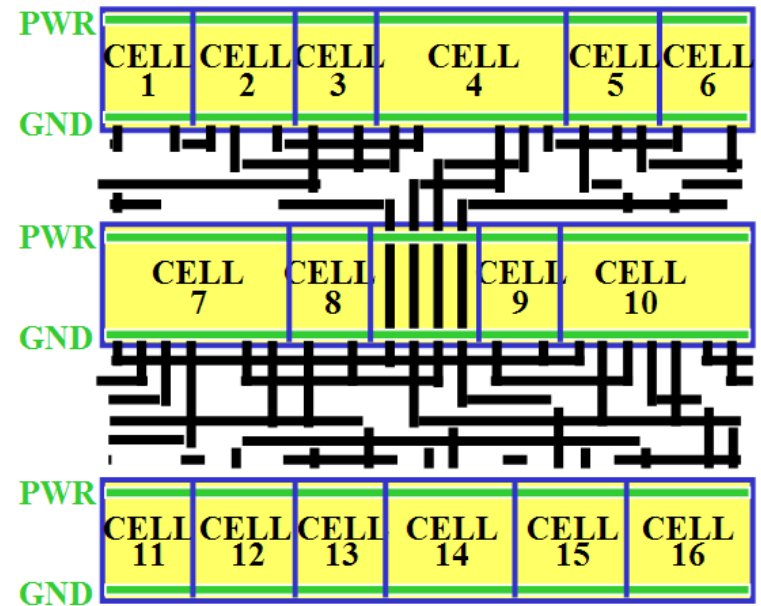 PWR
CELL CELL CELL CELL CELL CELL
1 2 3 4 5 6
GND
PWR
CELL CELL CELL CELL
7 8 9 10
GND
PWR
CELL CELL CELL CELL CELL CELL
11 12 13 14 15 16
GND